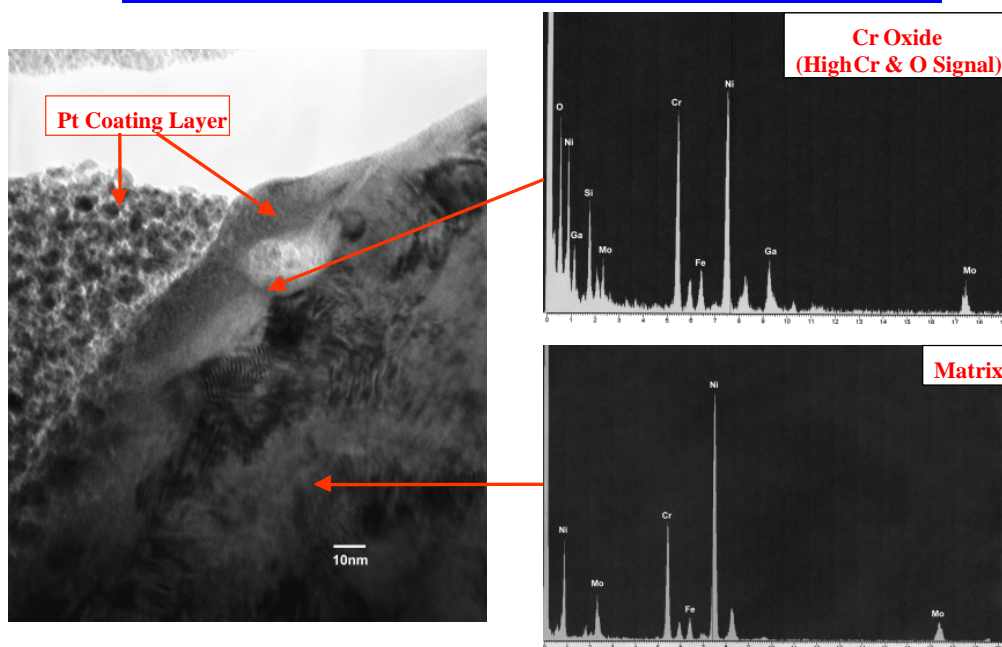 Pt Coating Layer
10nm
Cr Oxide
(High Cr & O Signal)
O
Ni
Ga
Si
Mo
Cr
Fe
Ni
Ga
Mo
0 1 2 3 4 5 6 7 8 9 10 11 12 13 14 15 16 17 18
Matrix
Ni
Mo
Cr
Fe
Ni
Mo